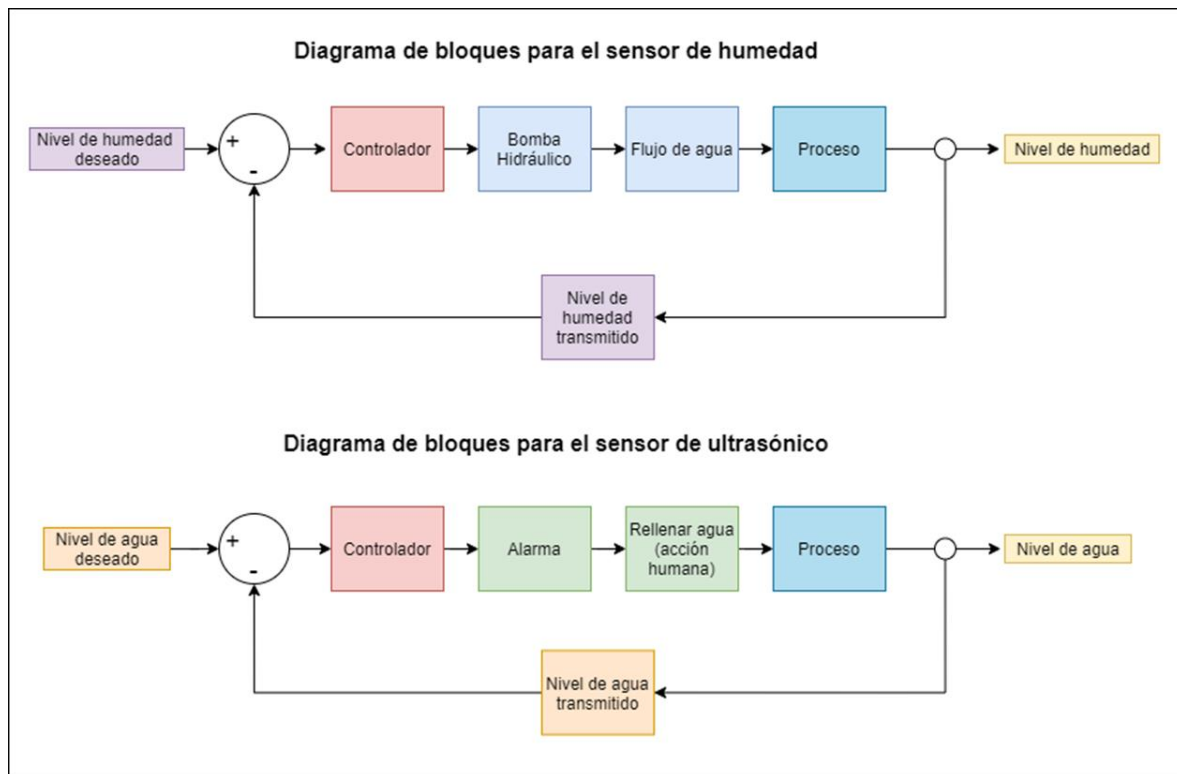 Diagrama de bloques para el sensor de humedad
Nivel de humedad
deseado
+
-
Controlador
Bomba
Hidráulico
Flujo de agua
Proceso
Nivel de humedad
Nivel de
humedad
transmitido
Diagrama de bloques para el sensor de ultrasónico
Nivel de agua
deseado
+
-
Controlador
Alarma
Rellenar agua
(acción
humana)
Proceso
Nivel de agua
Nivel de agua
transmitido